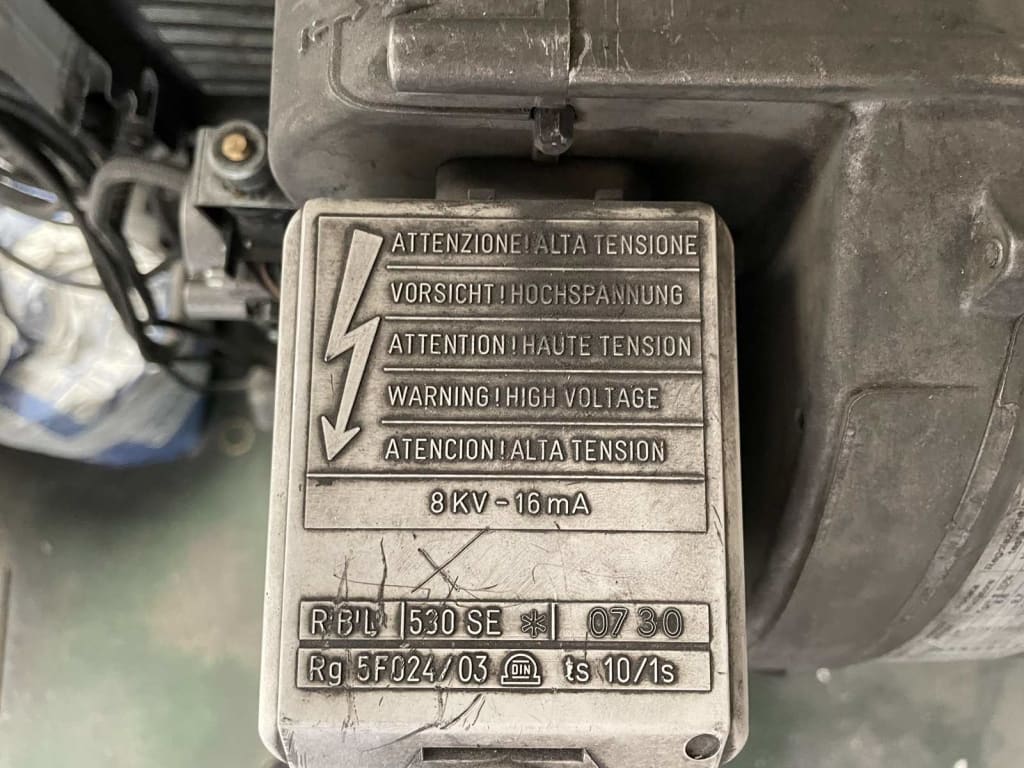 ATTENZIONE! ALTA TENSIONE
VORSICHT! HOCHSPANNUNG
ATTENTION! HAUTE TENSION
WARNING! HIGH VOLTAGE
ATENCION! ALTA TENSION
8 KV - 16 mA
RBL 530 SE * 07 30
Rg 5F024/03 DIN ts 10/1s